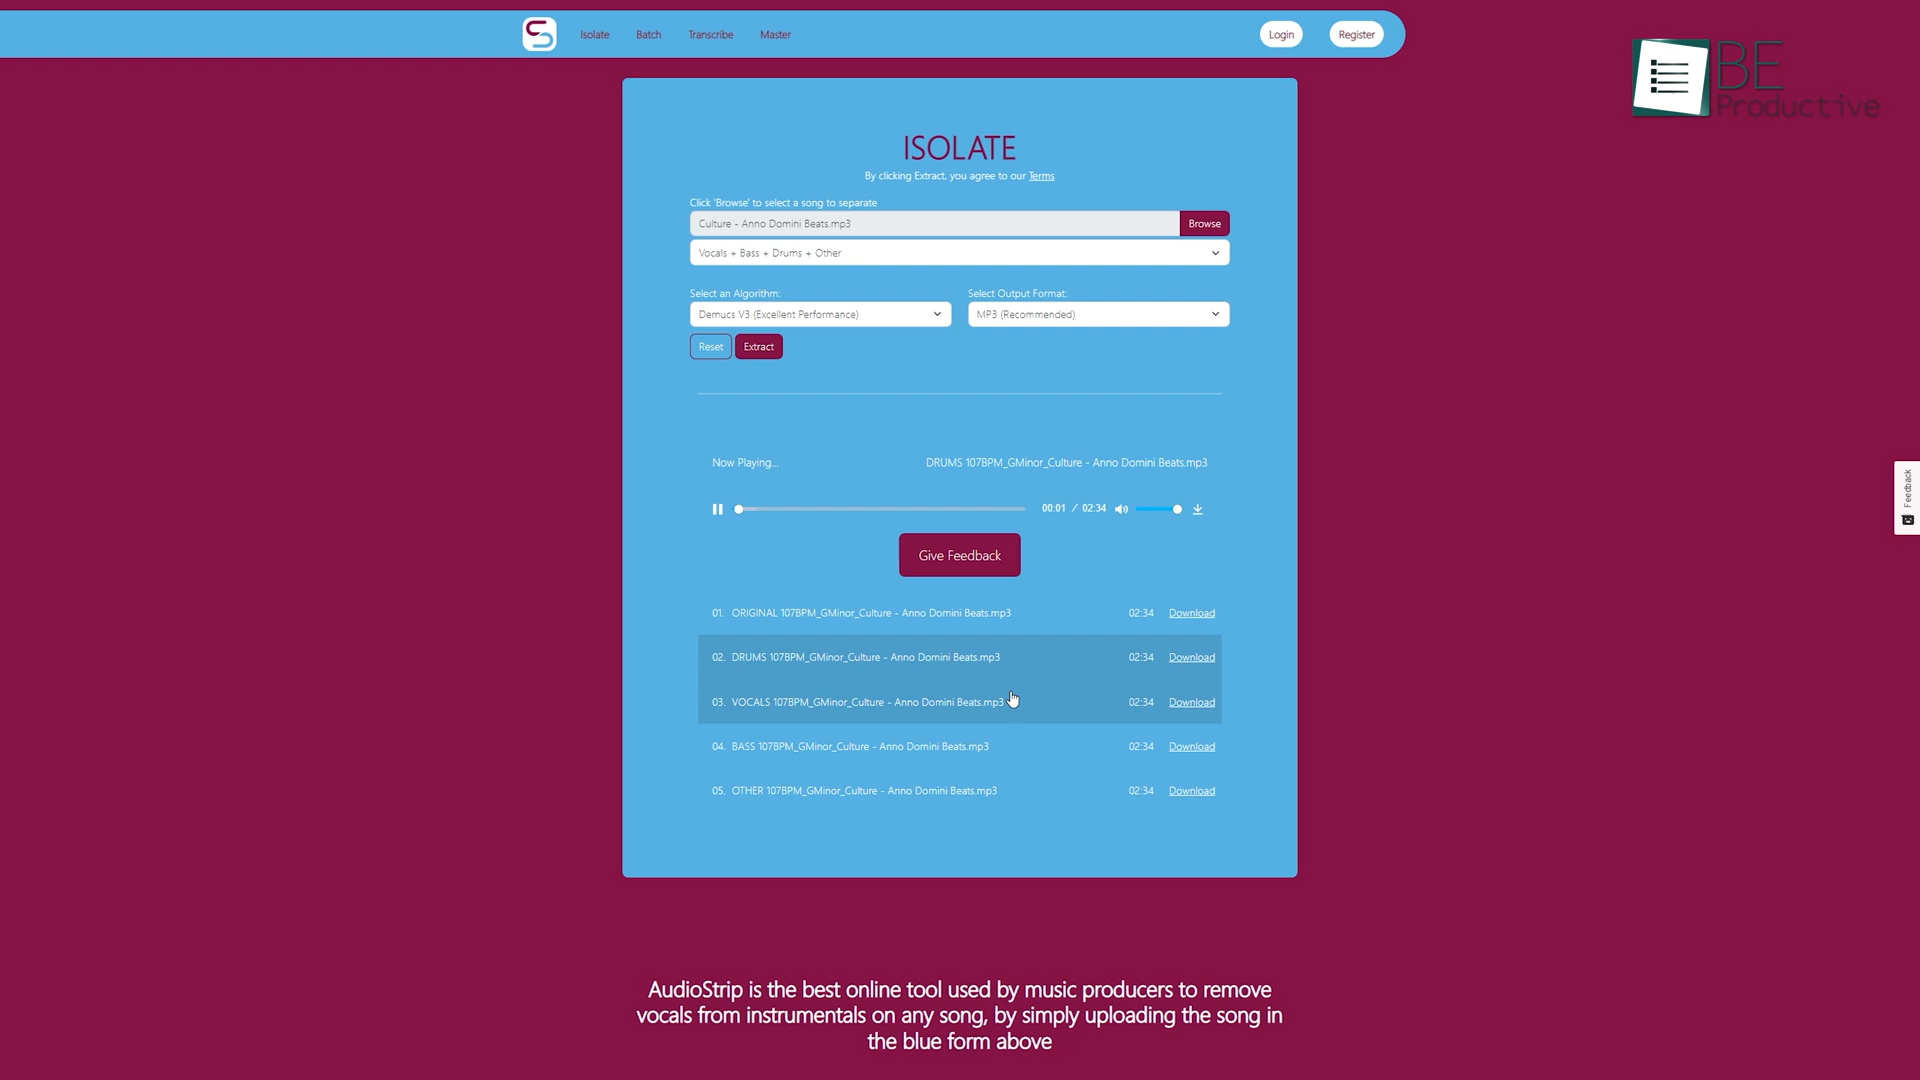 Isolate Batch Transcribe Master Login Register
BE
Productive
ISOLATE
By clicking Extract, you agree to our Terms
Click 'Browse' to select a song to separate
Culture - Anno Domini Beats.mp3 Browse
Vocals + Bass + Drums + Other
Select an Algorithm: Select Output Format:
Demucs V3 (Excellent Performance) MP3 (Recommended)
Reset Extract
Now Playing... DRUMS 107BPM_GMinor_Culture - Anno Domini Beats.mp3
00:01 / 02:34
Feedback
Give Feedback
01. ORIGINAL 107BPM_GMinor_Culture - Anno Domini Beats.mp3 02:34 Download
02. DRUMS 107BPM_GMinor_Culture - Anno Domini Beats.mp3 02:34 Download
03. VOCALS 107BPM_GMinor_Culture - Anno Domini Beats.mp3 02:34 Download
04. BASS 107BPM_GMinor_Culture - Anno Domini Beats.mp3 02:34 Download
05. OTHER 107BPM_GMinor_Culture - Anno Domini Beats.mp3 02:34 Download
AudioStrip is the best online tool used by music producers to remove
vocals from instrumentals on any song, by simply uploading the song in
the blue form above